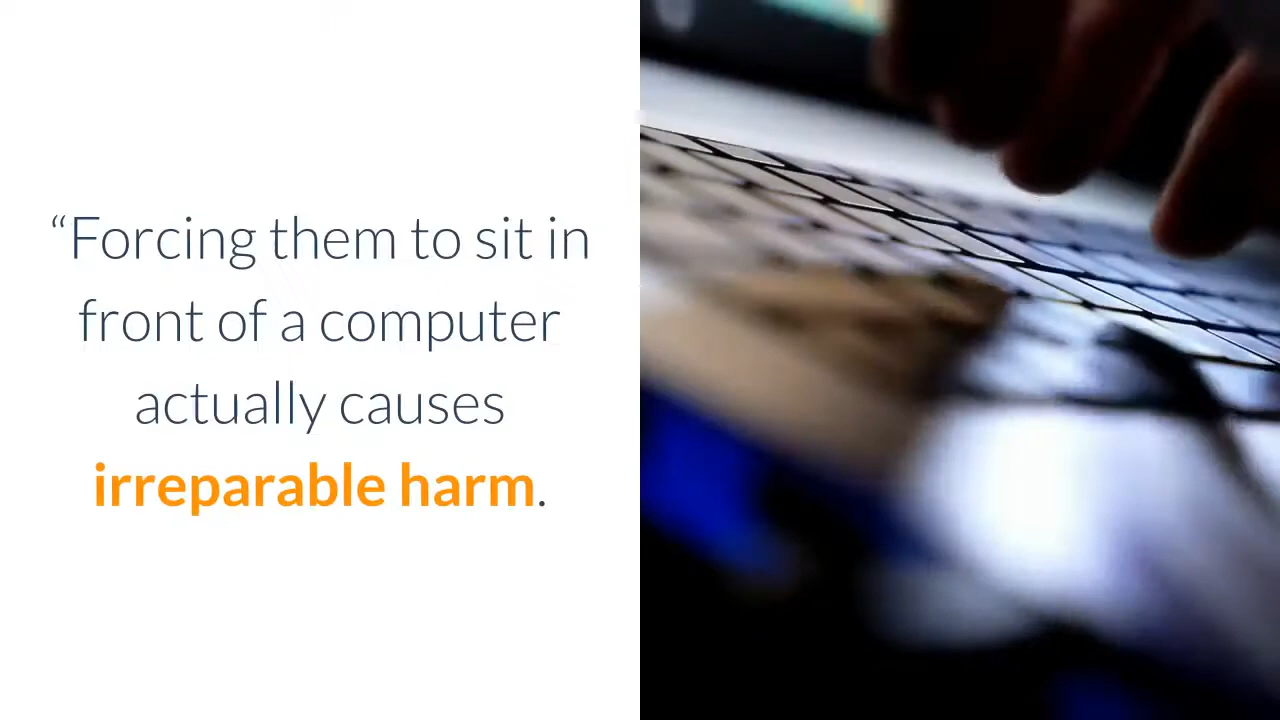 “Forcing them to sit in
front of a computer
actually causes
irreparable harm.